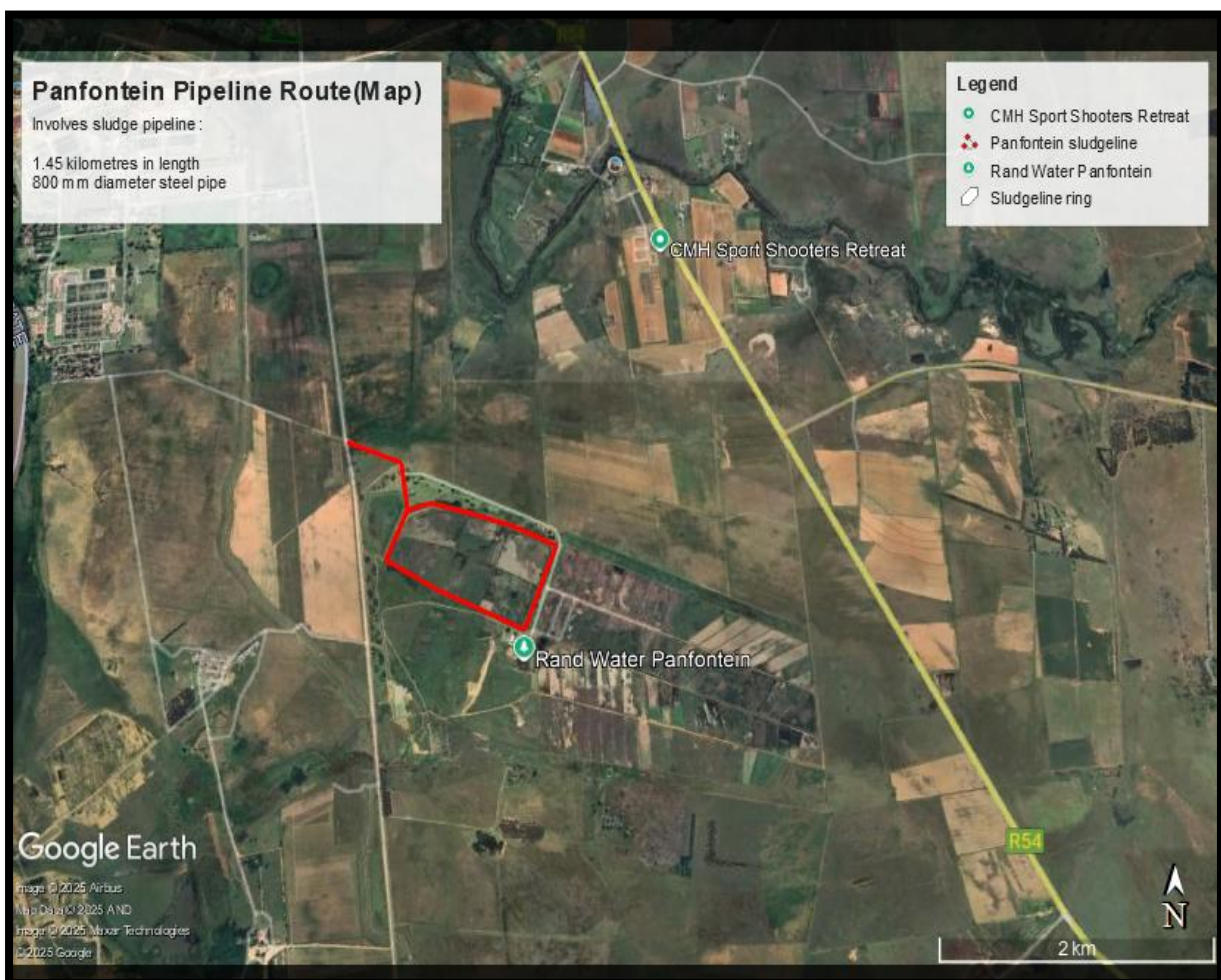 R54
Panfontein Pipeline Route(Map)
Involves sludge pipeline :
1.45 kilometres in length
800 mm diameter steel pipe
Legend
CMH Sport Shooters Retreat
Panfontein sludgeline
Rand Water Panfontein
Sludgeline ring
CMH Sport Shooters Retreat
Rand Water Panfontein
R54
Google Earth
Image © 2025 Airbus
Map Data © 2025 AND
Image © 2025 Maxar Technologies
© 2025 Google
N
2 km